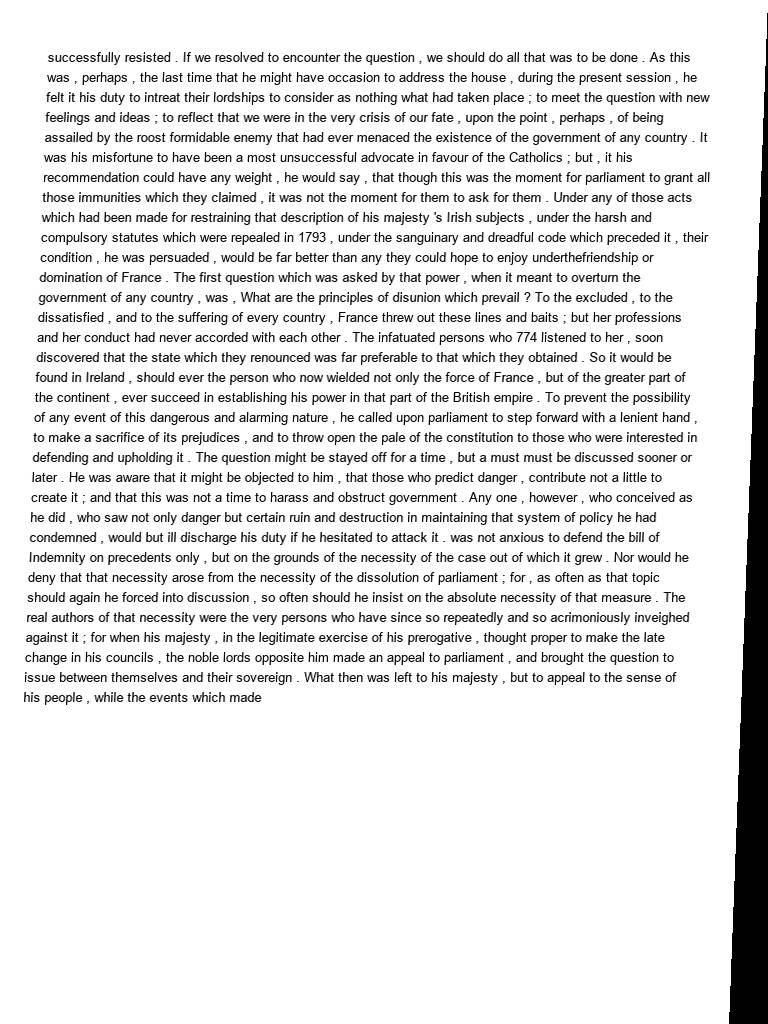 successfully resisted . If we resolved to encounter the question , we should do all that was to be done . As this
was , perhaps , the last time that he might have occasion to address the house , during the present session , he
felt it his duty to intreat their lordships to consider as nothing what had taken place ; to meet the question with new
feelings and ideas ; to reflect that we were in the very crisis of our fate , upon the point , perhaps , of being
assailed by the roost formidable enemy that had ever menaced the existence of the government of any country . It
was his misfortune to have been a most unsuccessful advocate in favour of the Catholics ; but , it his
recommendation could have any weight , he would say , that though this was the moment for parliament to grant all
those immunities which they claimed , it was not the moment for them to ask for them . Under any of those acts
which had been made for restraining that description of his majesty 's Irish subjects , under the harsh and
compulsory statutes which were repealed in 1793 , under the sanguinary and dreadful code which preceded it , their
condition , he was persuaded , would be far better than any they could hope to enjoy underthefriendship or
domination of France . The first question which was asked by that power , when it meant to overturn the
government of any country , was , What are the principles of disunion which prevail ? To the excluded , to the
dissatisfied , and to the suffering of every country , France threw out these lines and baits ; but her professions
and her conduct had never accorded with each other . The infatuated persons who 774 listened to her , soon
discovered that the state which they renounced was far preferable to that which they obtained . So it would be
found in Ireland , should ever the person who now wielded not only the force of France , but of the greater part of
the continent , ever succeed in establishing his power in that part of the British empire . To prevent the possibility
of any event of this dangerous and alarming nature , he called upon parliament to step forward with a lenient hand ,
to make a sacrifice of its prejudices , and to throw open the pale of the constitution to those who were interested in
defending and upholding it . The question might be stayed off for a time , but a must must be discussed sooner or
later . He was aware that it might be objected to him , that those who predict danger , contribute not a little to
create it ; and that this was not a time to harass and obstruct government . Any one , however , who conceived as
he did , who saw not only danger but certain ruin and destruction in maintaining that system of policy he had
condemned , would but ill discharge his duty if he hesitated to attack it . was not anxious to defend the bill of
Indemnity on precedents only , but on the grounds of the necessity of the case out of which it grew . Nor would he
deny that that necessity arose from the necessity of the dissolution of parliament ; for , as often as that topic
should again he forced into discussion , so often should he insist on the absolute necessity of that measure . The
real authors of that necessity were the very persons who have since so repeatedly and so acrimoniously inveighed
against it ; for when his majesty , in the legitimate exercise of his prerogative , thought proper to make the late
change in his councils , the noble lords opposite him made an appeal to parliament , and brought the question to
issue between themselves and their sovereign . What then was left to his majesty , but to appeal to the sense of
his people , while the events which made